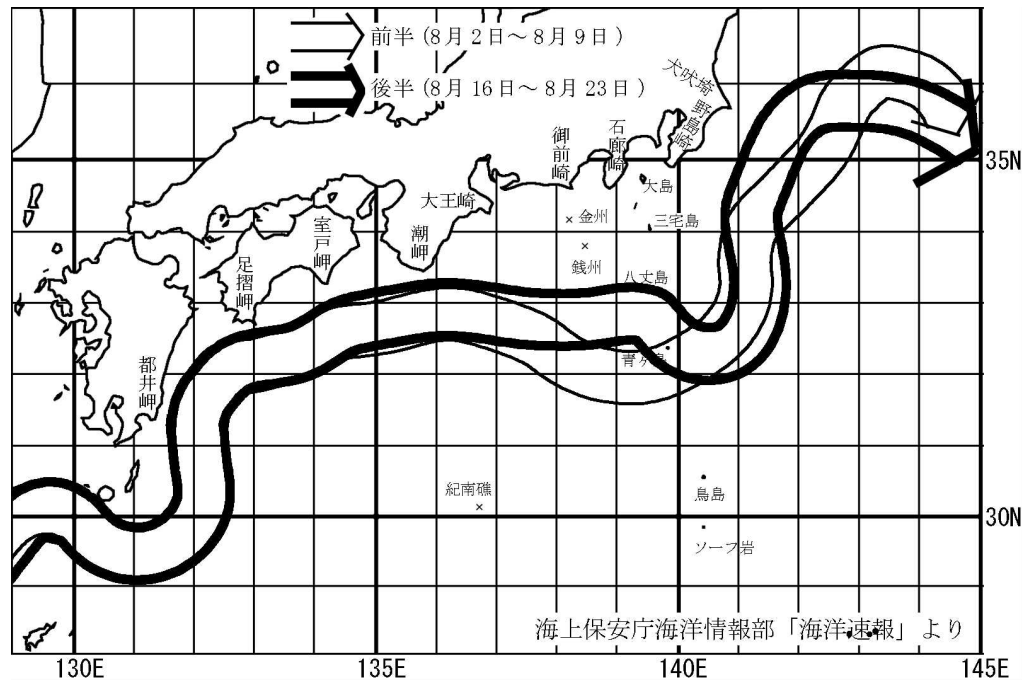 前半 (8月 2日～8月 9日 )
後半 (8月 16日～8月 23日 )
犬吠埼
野島崎
石廊崎
御前崎
大島
大王崎
室戸岬
潮岬
金州
三宅島
足摺岬
銭州
八丈島
青ヶ島
都井岬
紀南礁
鳥島
ソーフ岩
35N
30N
海上保安庁海洋情報部「海洋速報」より
130E
135E
140E
145E